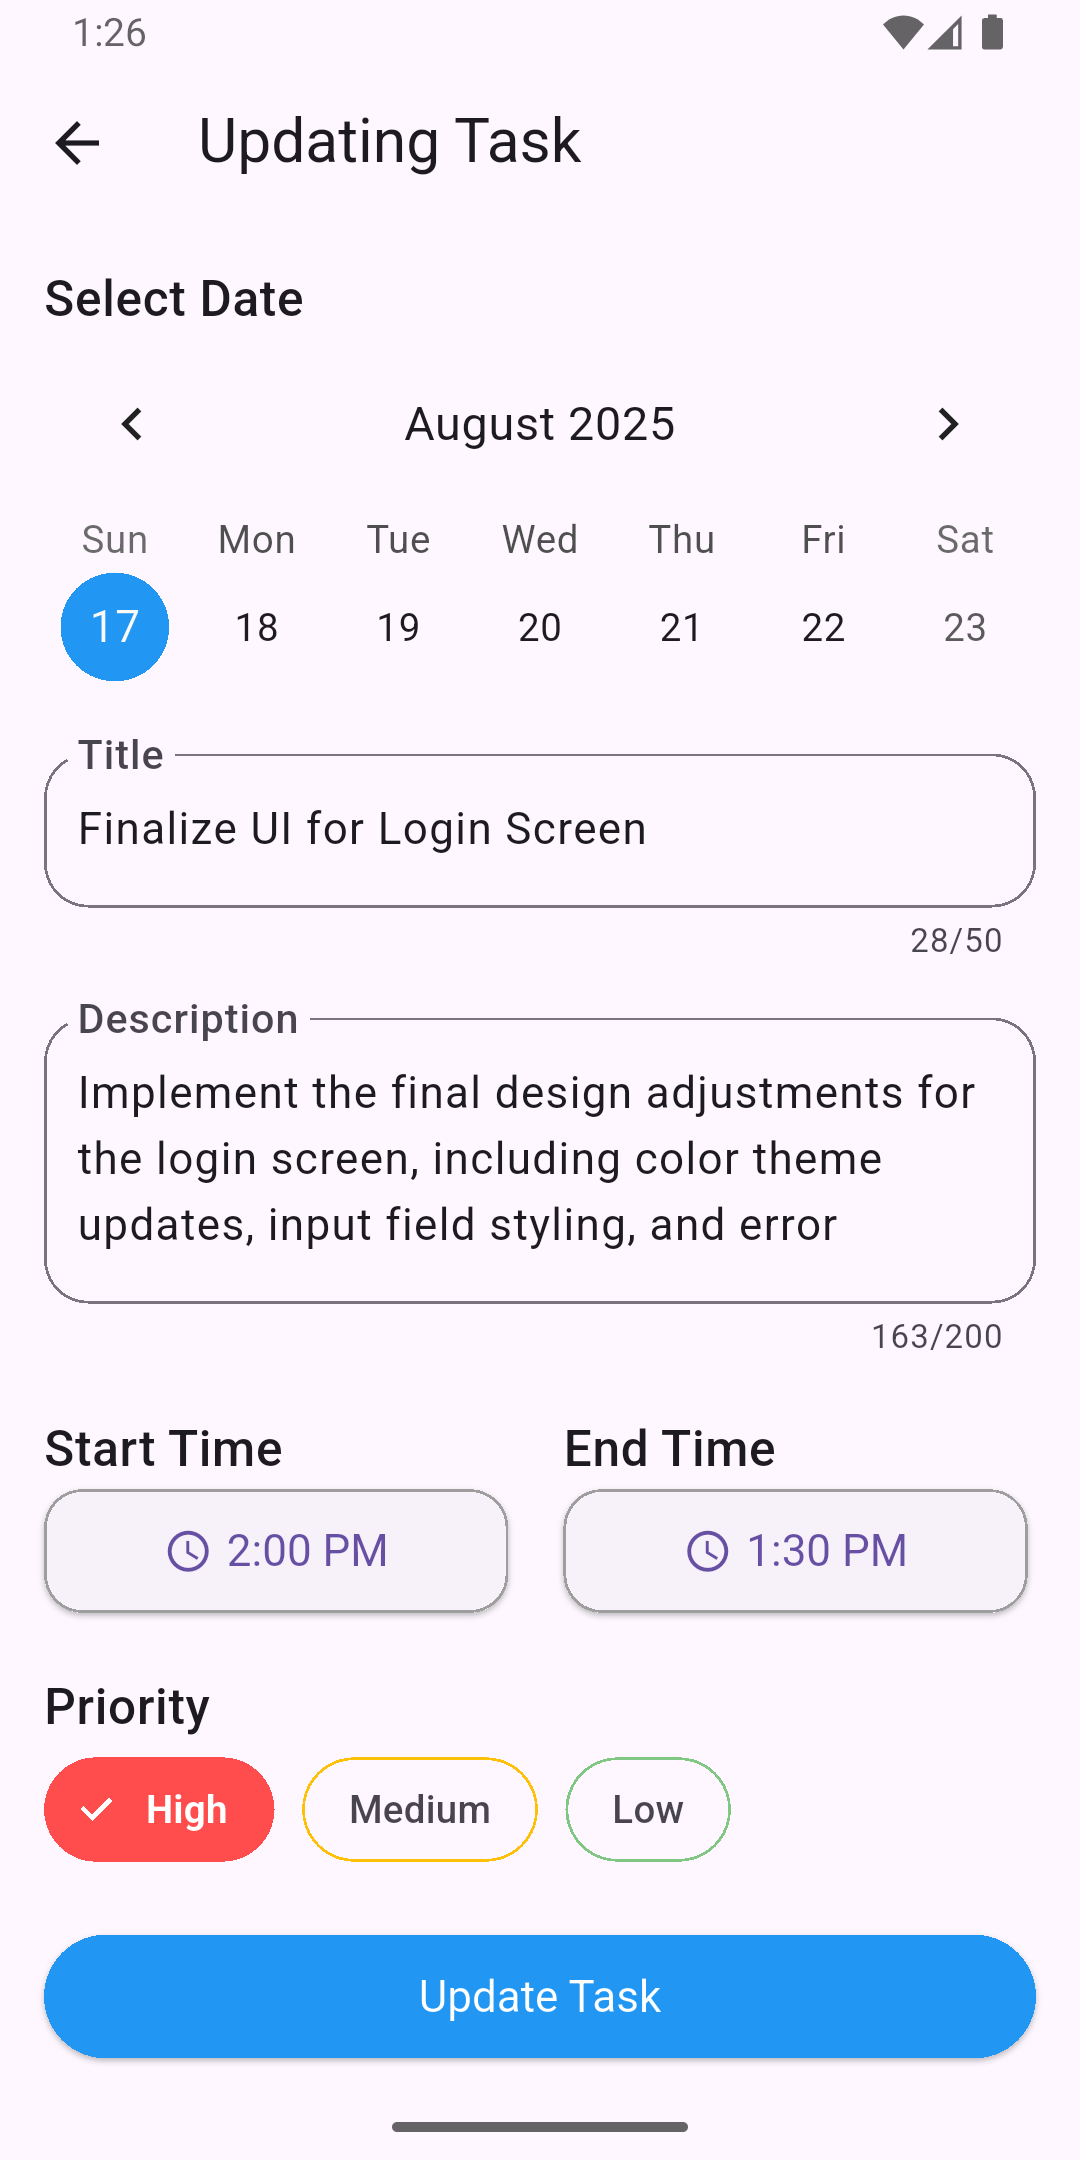 1:26
Updating Task
Select Date
August 2025
Sun Mon Tue Wed Thu Fri Sat
17 18 19 20 21 22 23
Title
Finalize UI for Login Screen
28/50
Description
Implement the final design adjustments for
the login screen, including color theme
updates, input field styling, and error
163/200
Start Time End Time
2:00 PM 1:30 PM
Priority
High Medium Low
Update Task